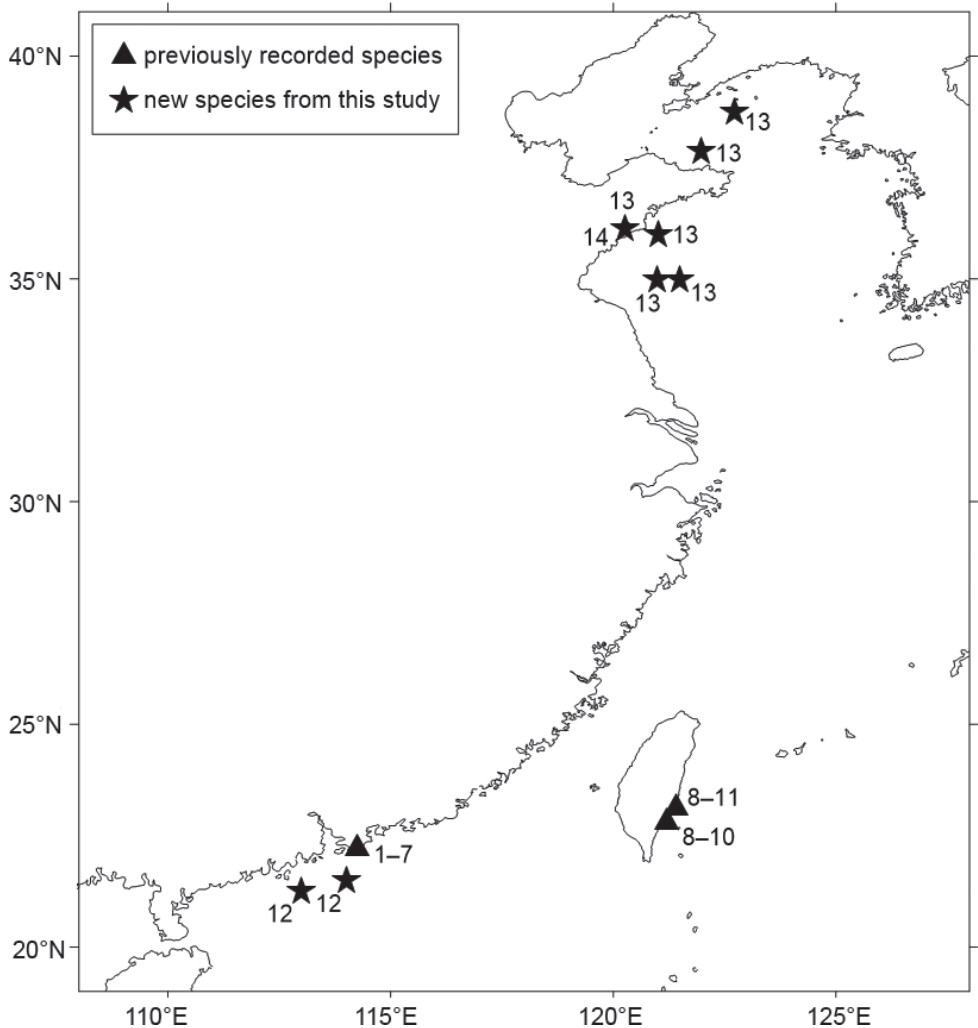 40°N
previously recorded species
new species from this study
13
13
13
14
13
35°N
13
13
30°N
25°N
8–11
8–10
1–7
12
12
20°N
110°E
115°E
120°E
125°E